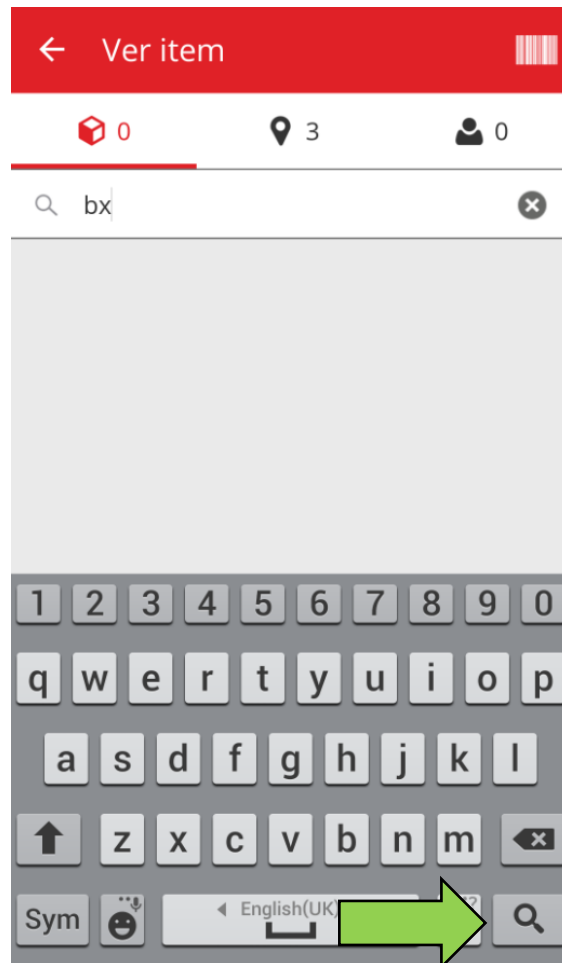 Ver item
0 3 0
bx
1 2 3 4 5 6 7 8 9 0
q w e r t y u i o p
a s d f g h j k l
z x c v b n m
Sym English(UK) ?